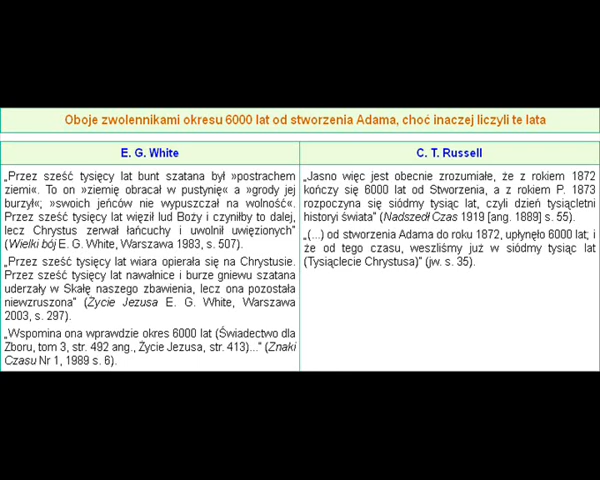 Oboje zwolennikami okresu 6000 lat od stworzenia Adama, choć inaczej liczyli te lata
E. G. White
„Przez sześć tysięcy lat bunt szatana był »postrachem
ziemi«. To on »ziemię obracał w pustynię« a »grody jej
burzył«; »swoich jeńców nie wypuszczał na wolność«.
Przez sześć tysięcy lat więził lud Boży i czyniłby to dalej,
lecz Chrystus zerwał łańcuchy i uwolnił uwięzionych”
(Wielki bój E. G. White, Warszawa 1983, s. 507).
„Przez sześć tysięcy lat wiara opierała się na Chrystusie.
Przez sześć tysięcy lat nawałnice i burze gniewu szatana
uderzały w Skałę naszego zbawienia, lecz ona pozostała
niewzruszona” (Życie Jezusa E. G. White, Warszawa
2003, s. 297).
„Wspomina ona wprawdzie okres 6000 lat (Świadectwo dla
Zboru, tom 3, str. 492 ang., Życie Jezusa, str. 413)...” (Znaki
Czasu Nr 1, 1989 s. 6).
C. T. Russell
„Jasno więc jest obecnie zrozumiałe, że z rokiem 1872
kończy się 6000 lat od Stworzenia, a z rokiem P. 1873
rozpoczyna się siódmy tysiąc lat, czyli dzień tysiącletni
historyi świata” (Nadszedł Czas 1919 [ang. 1889] s. 55).
„(...) od stworzenia Adama do roku 1872, upłynęło 6000 lat; i
że od tego czasu, weszliśmy już w siódmy tysiąc lat
(Tysiąclecie Chrystusa)” (jw. s. 35).